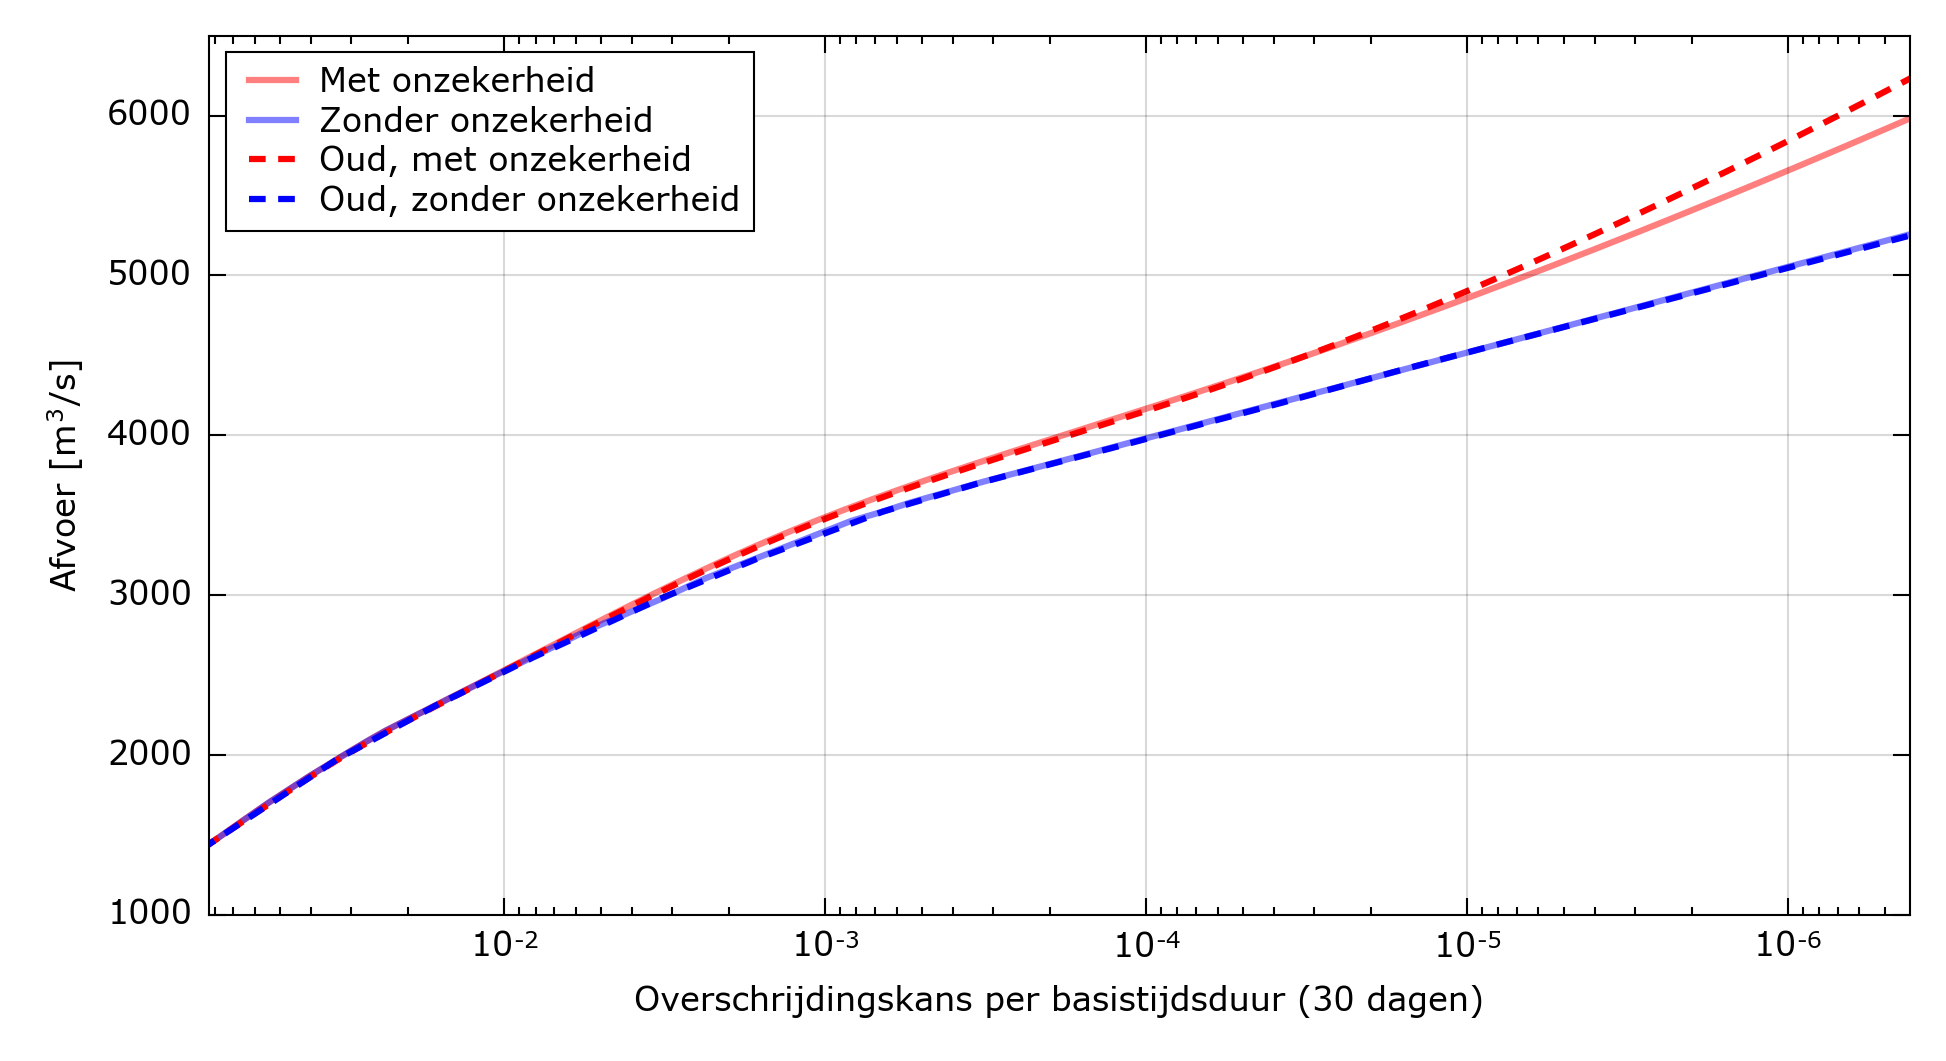 Met onzekerheid
Zonder onzekerheid
Oud, met onzekerheid
Oud, zonder onzekerheid
6000
5000
4000
3000
2000
1000
Afvoer [m³/s]
10⁻² 10⁻³ 10⁻⁴ 10⁻⁵ 10⁻⁶
Overschrijdingskans per basistijdsduur (30 dagen)